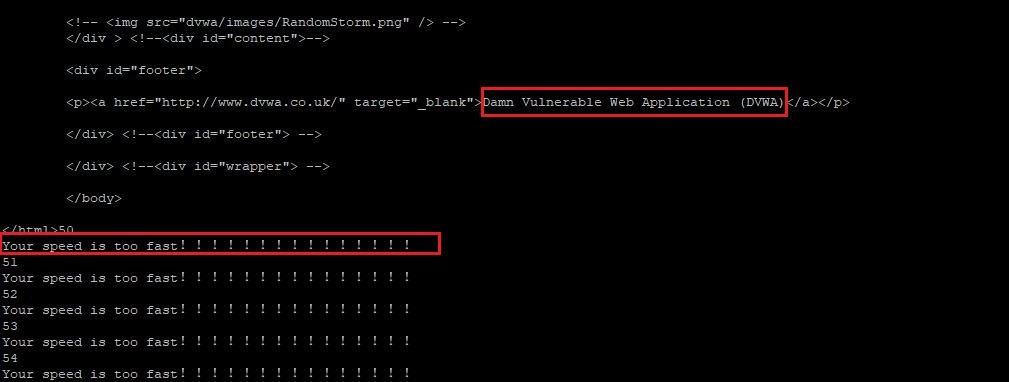 <!-- <img src="dvwa/images/RandomStorm.png" /> -->
</div > <!--<div id="content">-->
<div id="footer">
<p><a href="http://www.dvwa.co.uk/" target="_blank">Damn Vulnerable Web Application (DVWA)</a></p>
</div> <!--<div id="footer"> -->
</div> <!--<div id="wrapper"> -->
</body>
</html>50
Your speed is too fast! ! ! ! ! ! ! ! ! ! ! ! ! ! !
51
Your speed is too fast! ! ! ! ! ! ! ! ! ! ! ! ! ! !
52
Your speed is too fast! ! ! ! ! ! ! ! ! ! ! ! ! ! !
53
Your speed is too fast! ! ! ! ! ! ! ! ! ! ! ! ! ! !
54
Your speed is too fast! ! ! ! ! ! ! ! ! ! ! ! ! ! !